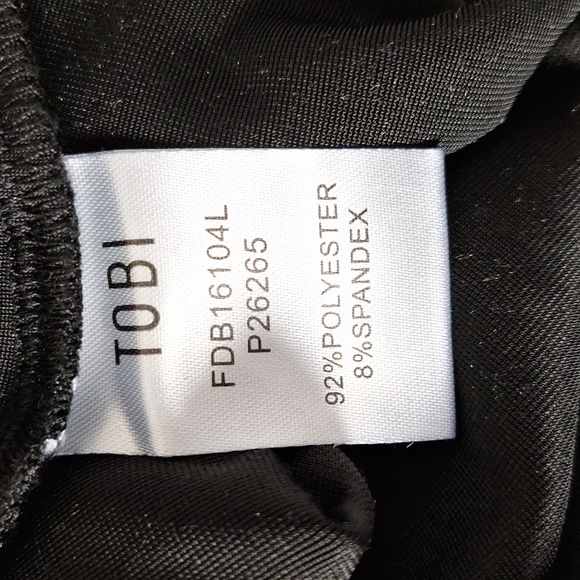 TOBI
FDB16104L
P26265
92%POLYESTER
8%SPANDEX